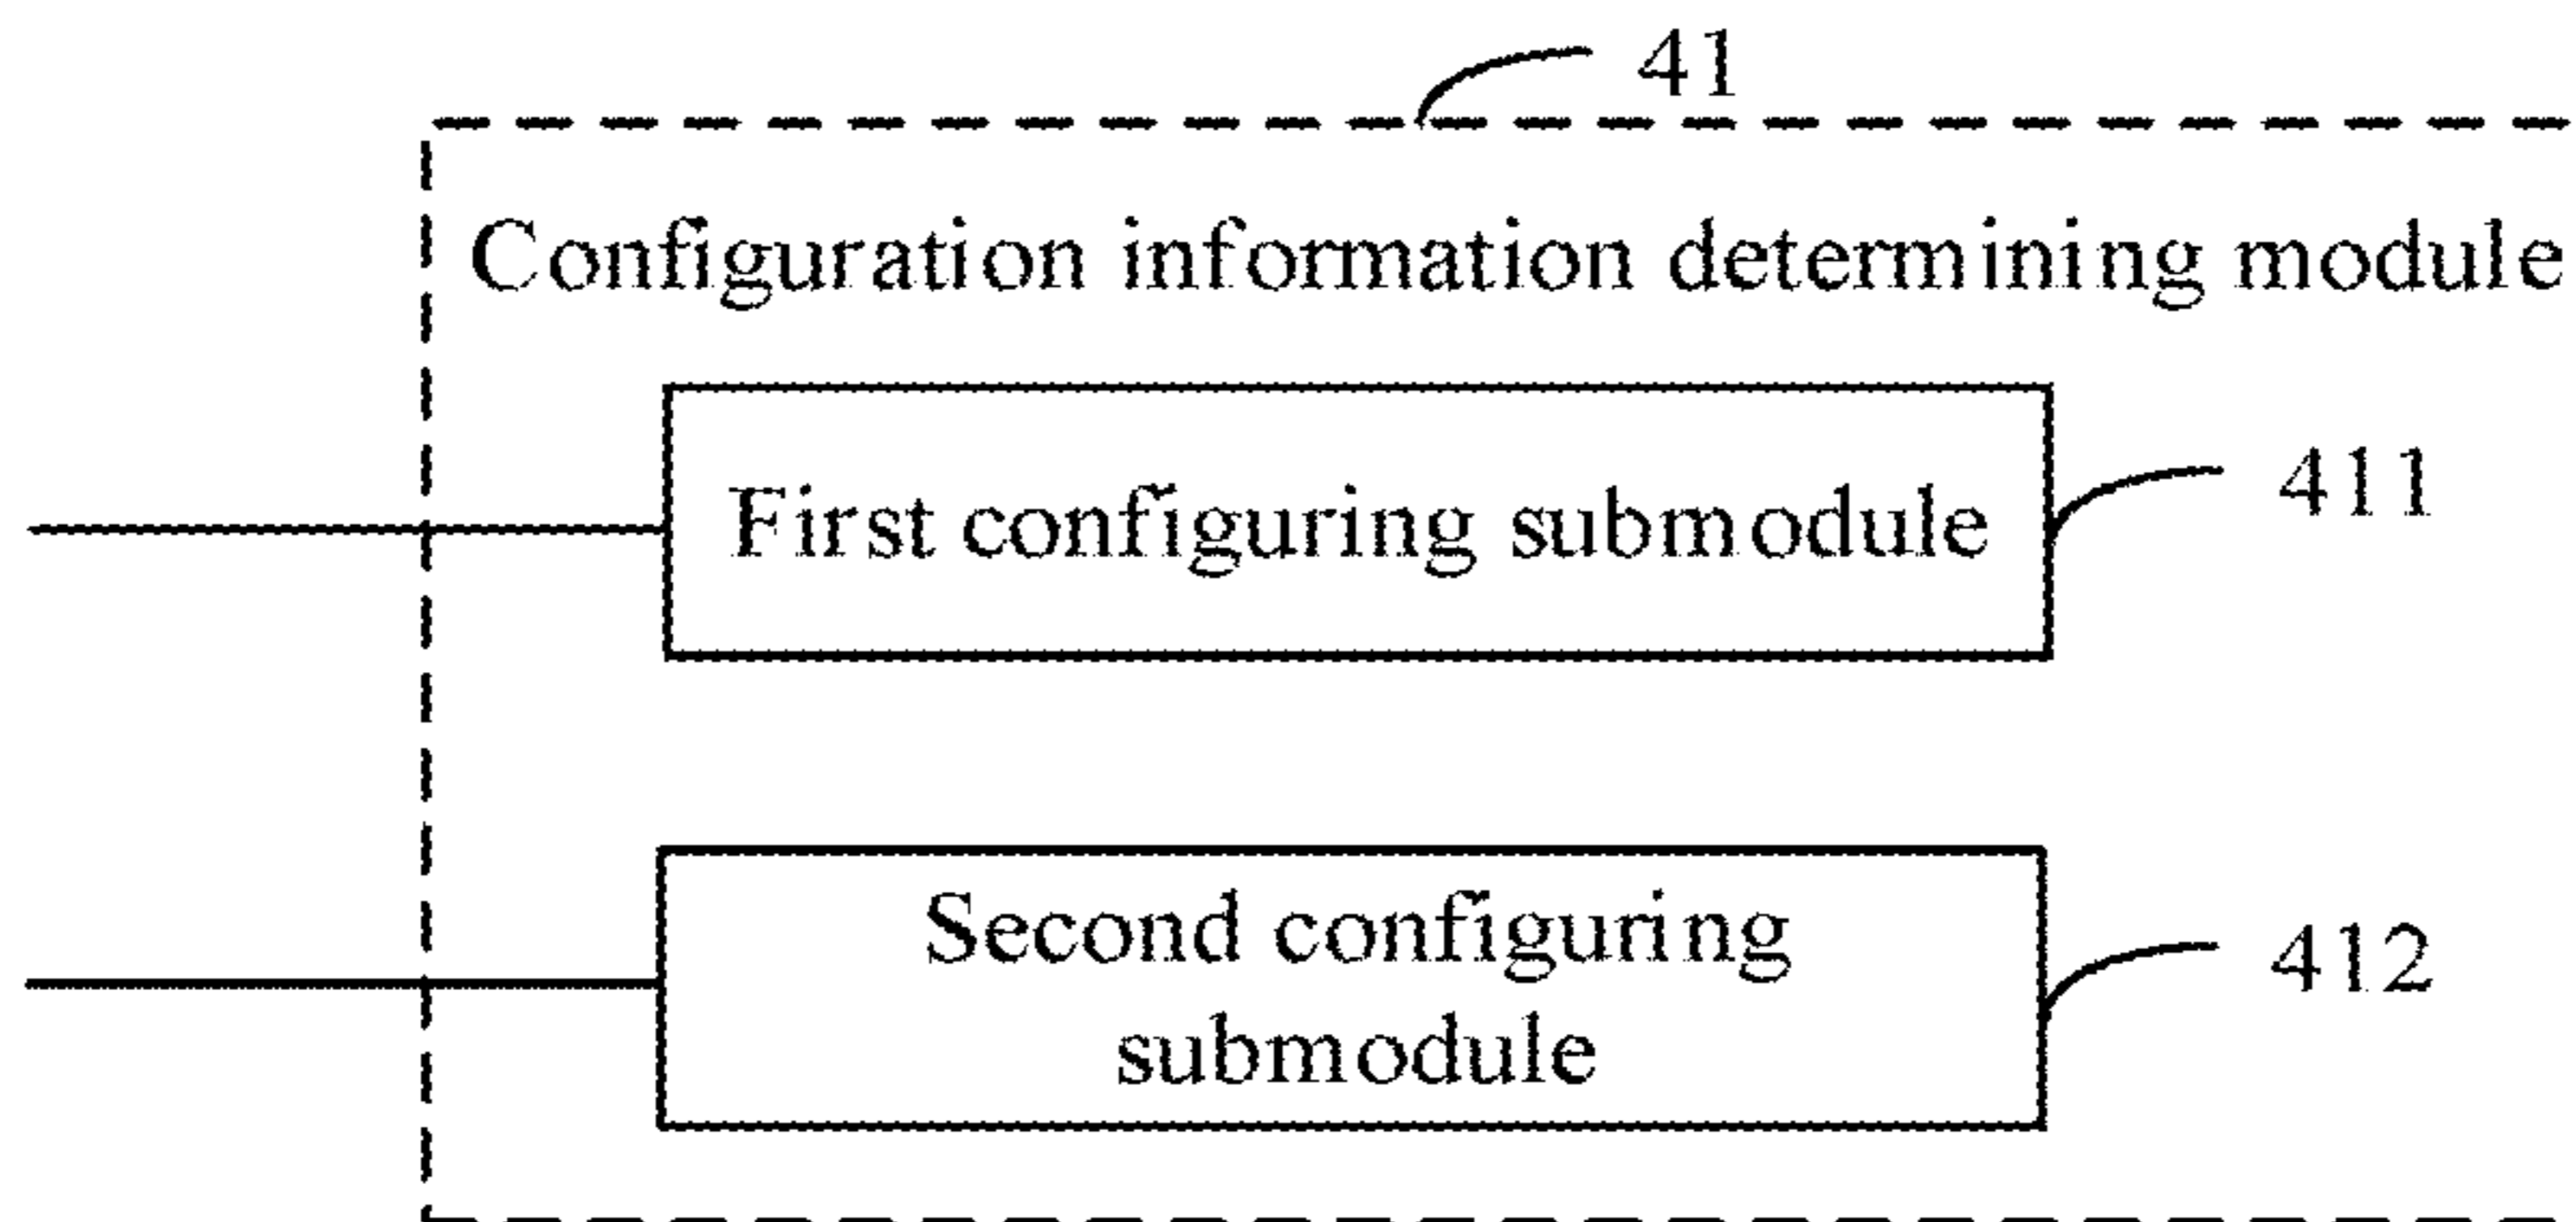 41
Configuration information determining module
First configuring submodule
411
Second configuring
submodule
412